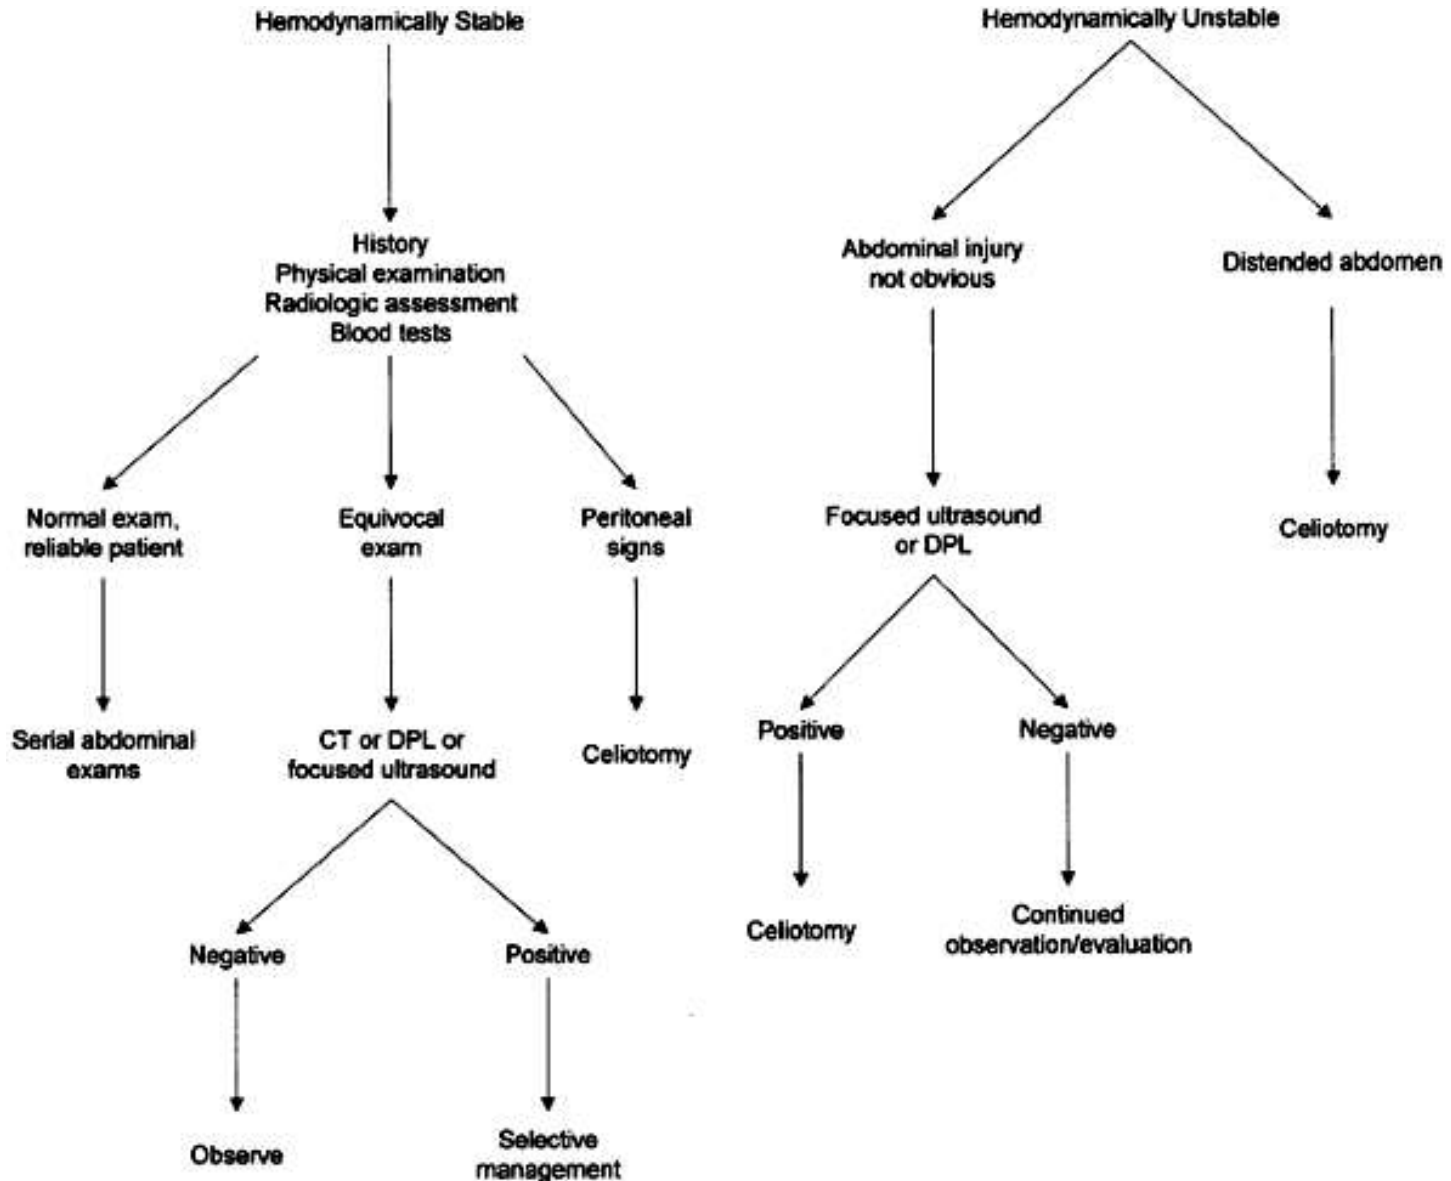 Hemodynamically Stable
History
Physical examination
Radiologic assessment
Blood tests
Normal exam,
reliable patient
Equivocal
exam
Peritoneal
signs
Serial abdominal
exams
CT or DPL or
focused ultrasound
Celiotomy
Negative
Positive
Observe
Selective
management
Hemodynamically Unstable
Abdominal injury
not obvious
Distended abdomen
Focused ultrasound
or DPL
Celiotomy
Positive
Negative
Celiotomy
Continued
observation/evaluation